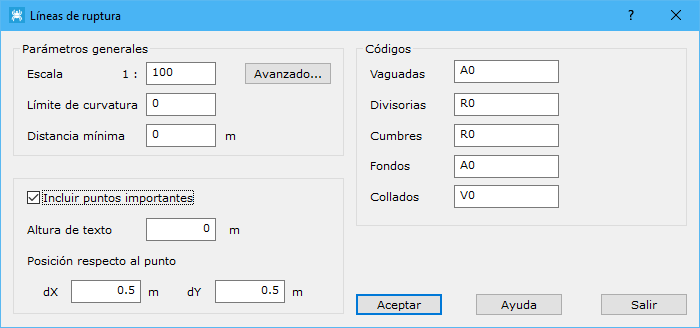 Líneas de ruptura
? ×
Parámetros generales
Escala 1 : 100 Avanzado...
Límite de curvatura 0
Distancia mínima 0 m
Incluir puntos importantes
Altura de texto 0 m
Posición respecto al punto
dX 0.5 m dY 0.5 m
Códigos
Vaguadas A0
Divisorias R0
Cumbres R0
Fondos A0
Collados V0
Aceptar Ayuda Salir